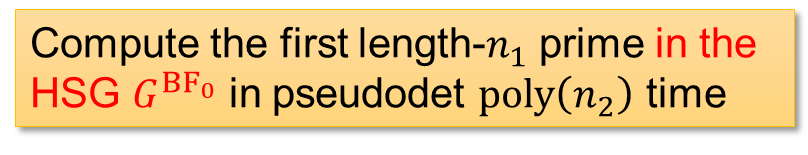 Compute the first length-n₁ prime in the
HSG G^BF₀ in pseudodet poly(n₂) time